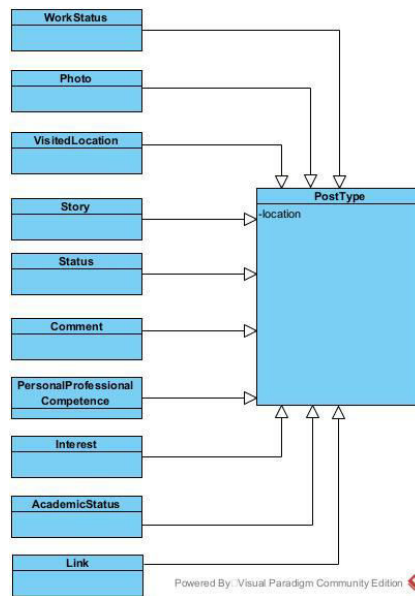 WorkStatus
Photo
VisitedLocation
PostType
-location
Story
Status
Comment
PersonalProfessional
Competence
Interest
AcademicStatus
Link
Powered By: Visual Paradigm Community Edition